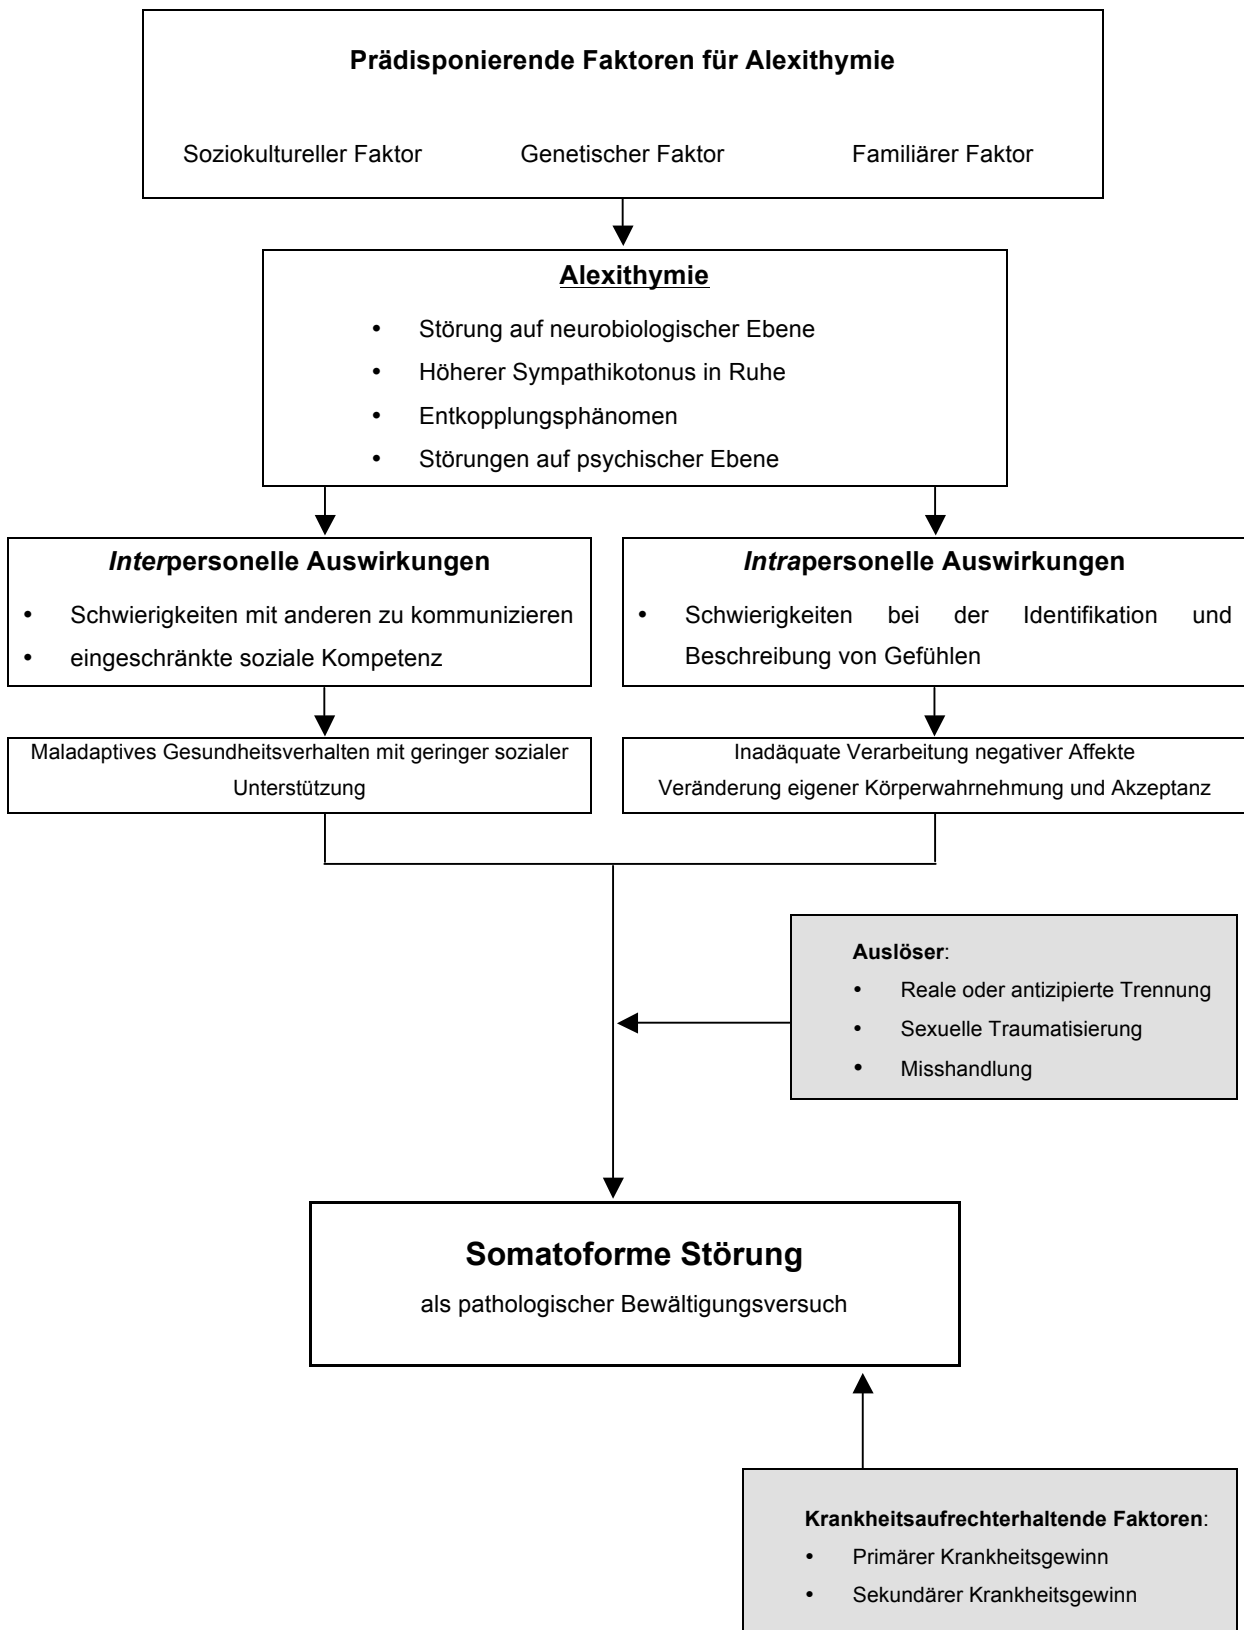 Prädisponierende Faktoren für Alexithymie
Soziokultureller Faktor Genetischer Faktor Familiärer Faktor
Alexithymie
• Störung auf neurobiologischer Ebene
• Höherer Sympathikotonus in Ruhe
• Entkopplungsphänomen
• Störungen auf psychischer Ebene
Interpersonelle Auswirkungen
• Schwierigkeiten mit anderen zu kommunizieren
• eingeschränkte soziale Kompetenz
Intrapersonelle Auswirkungen
• Schwierigkeiten bei der Identifikation und
Beschreibung von Gefühlen
Maladaptives Gesundheitsverhalten mit geringer sozialer
Unterstützung
Inadäquate Verarbeitung negativer Affekte
Veränderung eigener Körperwahrnehmung und Akzeptanz
Auslöser:
• Reale oder antizipierte Trennung
• Sexuelle Traumatisierung
• Misshandlung
Somatoforme Störung
als pathologischer Bewältigungsversuch
Krankheitsaufrechterhaltende Faktoren:
• Primärer Krankheitsgewinn
• Sekundärer Krankheitsgewinn